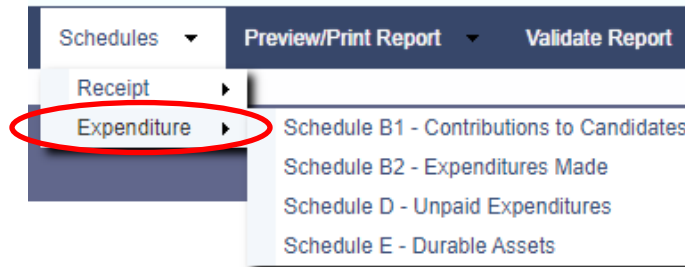 Schedules Preview/Print Report Validate Report
Receipt
Expenditure Schedule B1 - Contributions to Candidates
Schedule B2 - Expenditures Made
Schedule D - Unpaid Expenditures
Schedule E - Durable Assets